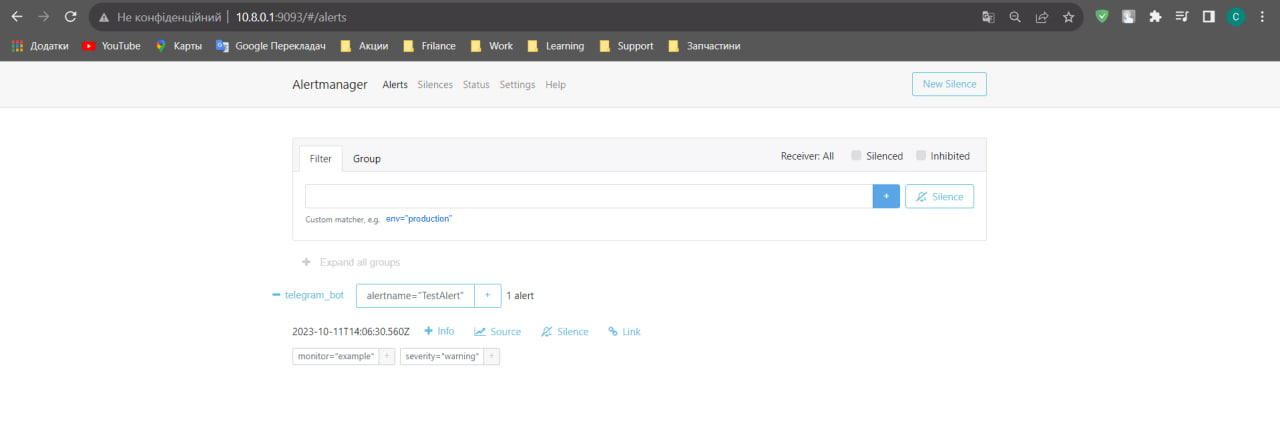 Не конфіденційний 10.8.0.1:9093/#/alerts
C
Додатки YouTube Карты Google Перекладач Акции Frilance Work Learning Support Запчастини
Alertmanager Alerts Silences Status Settings Help New Silence
Filter Group Receiver: All Silenced Inhibited
+ Silence
Custom matcher, e.g. env="production"
+ Expand all groups
telegram_bot alertname="TestAlert" + 1 alert
2023-10-11T14:06:30.560Z + Info Source Silence Link
monitor="example" + severity="warning" +